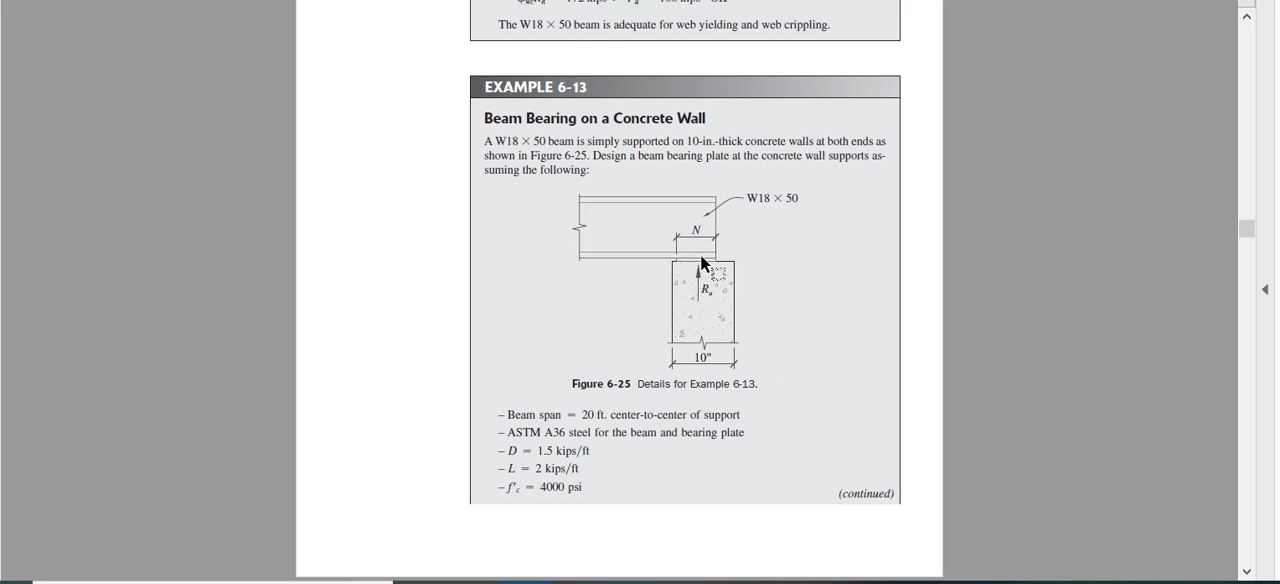 The W18 × 50 beam is adequate for web yielding and web crippling.
EXAMPLE 6-13
Beam Bearing on a Concrete Wall
A W18 × 50 beam is simply supported on 10-in.-thick concrete walls at both ends as
shown in Figure 6-25. Design a beam bearing plate at the concrete wall supports as-
suming the following:
W18 × 50
N
Rᵤ
10"
Figure 6-25 Details for Example 6-13.
– Beam span = 20 ft. center-to-center of support
– ASTM A36 steel for the beam and bearing plate
– D = 1.5 kips/ft
– L = 2 kips/ft
– f'c = 4000 psi
(continued)